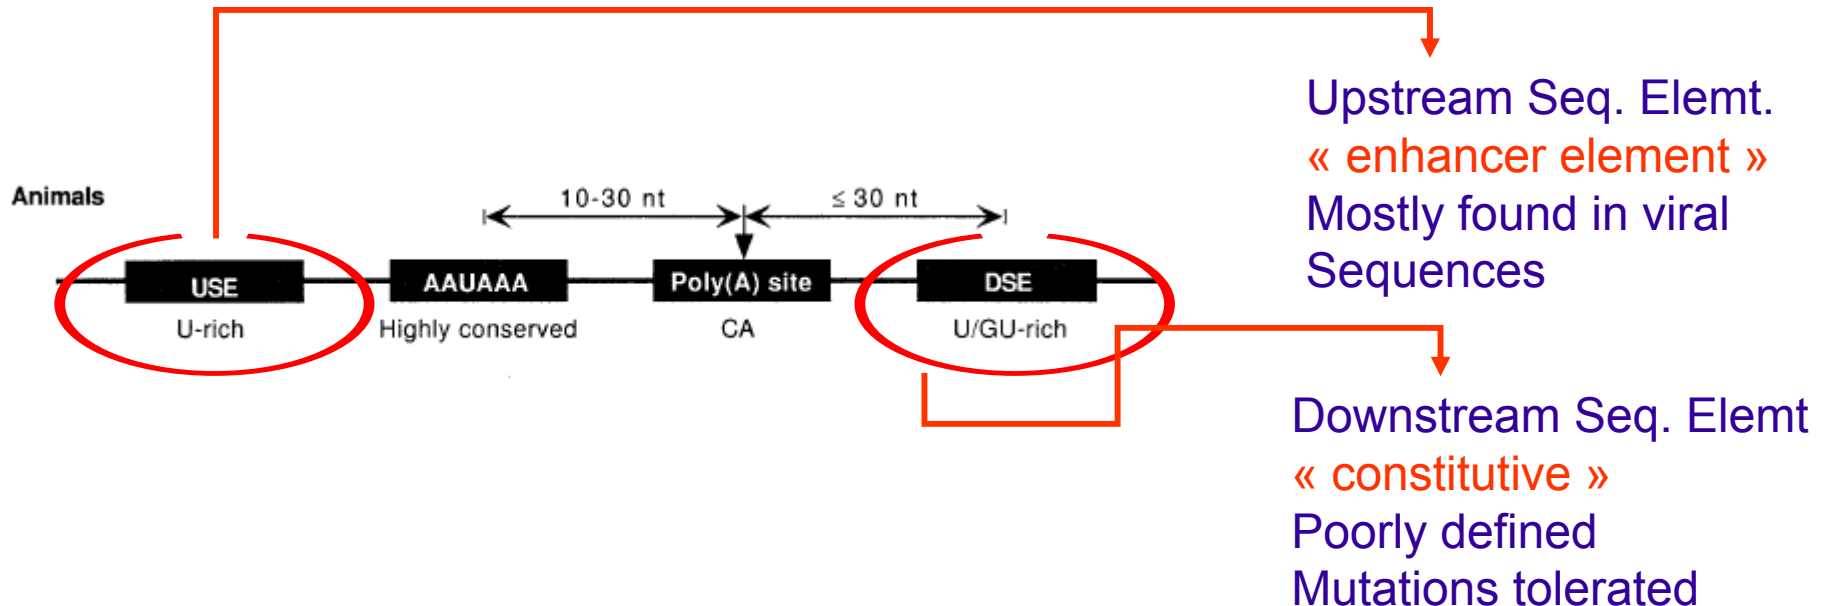 Upstream Seq. Elemt.
« enhancer element »
Mostly found in viral
Sequences
Animals
10-30 nt
≤ 30 nt
USE
AAUAAA
Poly(A) site
DSE
U-rich
Highly conserved
CA
U/GU-rich
Downstream Seq. Elemt
« constitutive »
Poorly defined
Mutations tolerated